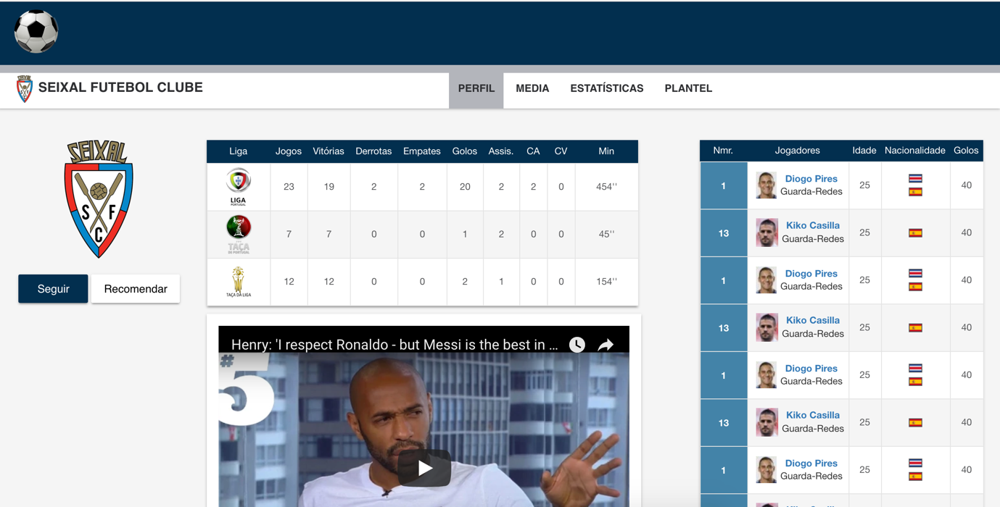 SEIXAL FUTEBOL CLUBE
PERFIL MEDIA ESTATÍSTICAS PLANTEL
SEIXAL
S F
C
Seguir Recomendar
Liga Jogos Vitórias Derrotas Empates Golos Assis. CA CV Min
LIGA
PORTUGAL
23 19 2 2 20 2 2 0 454''
TAÇA
DE PORTUGAL
7 7 0 0 1 2 0 0 45''
TAÇA DA LIGA
12 12 0 0 2 1 0 0 154''
Henry: 'I respect Ronaldo - but Messi is the best in ...
#
5
Nmr. Jogadores Idade Nacionalidade Golos
1 Diogo Pires 25 40
Guarda-Redes
13 Kiko Casilla 25 40
Guarda-Redes
1 Diogo Pires 25 40
Guarda-Redes
13 Kiko Casilla 25 40
Guarda-Redes
1 Diogo Pires 25 40
Guarda-Redes
13 Kiko Casilla 25 40
Guarda-Redes
1 Diogo Pires 25 40
Guarda-Redes